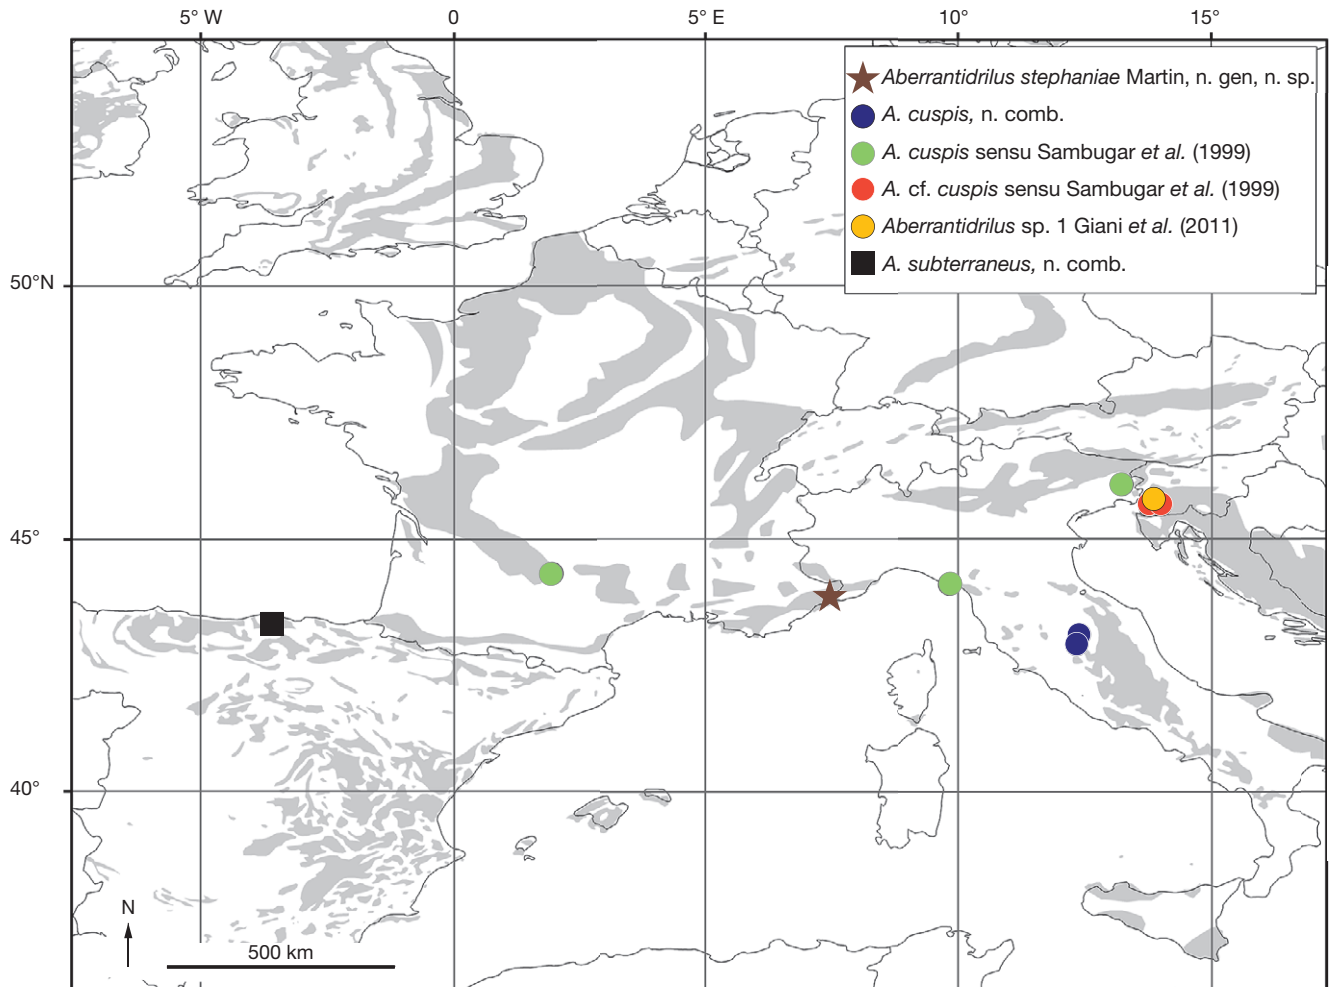 5° W 0 5° E 10° 15°
Aberrantidrilus stephaniae Martin, n. gen, n. sp.
A. cuspis, n. comb.
A. cuspis sensu Sambugar et al. (1999)
A. cf. cuspis sensu Sambugar et al. (1999)
Aberrantidrilus sp. 1 Giani et al. (2011)
A. subterraneus, n. comb.
50°N
45°
40°
N
500 km